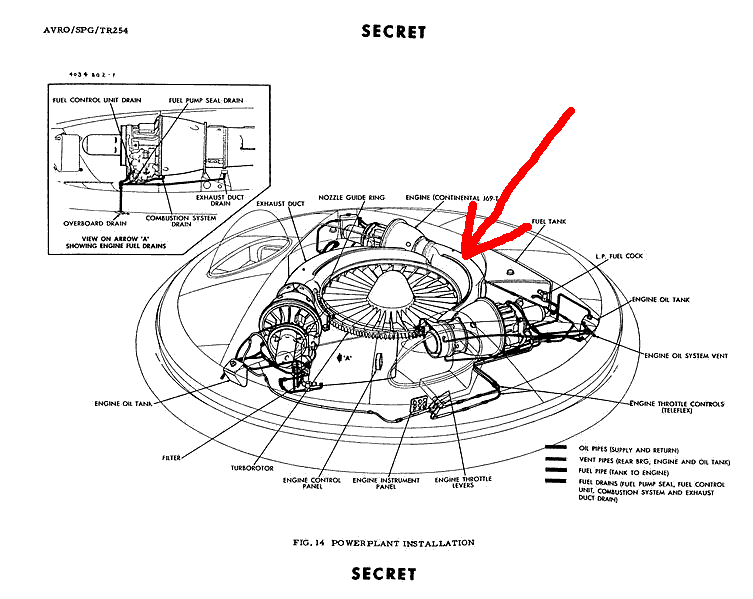 AVRO/SPG/TR254
SECRET
4034 802-1
FUEL CONTROL UNIT DRAIN
FUEL PUMP SEAL DRAIN
EXHAUST DUCT
DRAIN
COMBUSTION SYSTEM
DRAIN
OVERBOARD DRAIN
VIEW ON ARROW 'A'
SHOWING ENGINE FUEL DRAINS
EXHAUST DUCT
NOZZLE GUIDE RING
ENGINE (CONTINENTAL J69-T
FUEL TANK
L.P. FUEL COCK
ENGINE OIL TANK
ENGINE OIL SYSTEM VENT
ENGINE THROTTLE CONTROLS
(TELEFLEX)
'A'
ENGINE OIL TANK
FILTER
TURBOROTOR
ENGINE CONTROL
PANEL
ENGINE INSTRUMENT
PANEL
ENGINE THROTTLE
LEVERS
OIL PIPES (SUPPLY AND RETURN)
VENT PIPES (REAR BRG, ENGINE AND OIL TANK)
FUEL PIPE (TANK TO ENGINE)
FUEL DRAINS (FUEL PUMP SEAL, FUEL CONTROL
UNIT, COMBUSTION SYSTEM AND EXHAUST
DUCT DRAIN)
FIG. 14 POWERPLANT INSTALLATION
SECRET